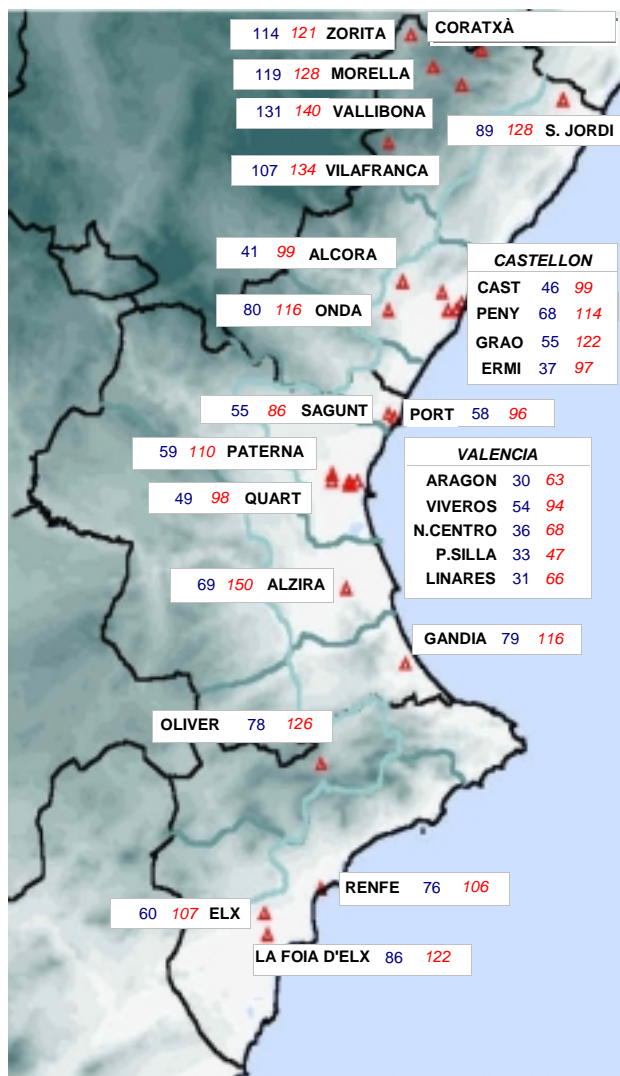 114 121 ZORITA
CORATXÀ
119 128 MORELLA
131 140 VALLIBONA
89 128 S. JORDI
107 134 VILAFRANCA
41 99 ALCORA
80 116 ONDA
CASTELLON
CAST 46 99
PENY 68 114
GRAO 55 122
ERMI 37 97
55 86 SAGUNT
PORT 58 96
59 110 PATERNA
49 98 QUART
VALENCIA
ARAGON 30 63
VIVEROS 54 94
N.CENTRO 36 68
P.SILLA 33 47
LINARES 31 66
69 150 ALZIRA
GANDIA 79 116
OLIVER 78 126
RENFE 76 106
60 107 ELX
LA FOIA D'ELX 86 122